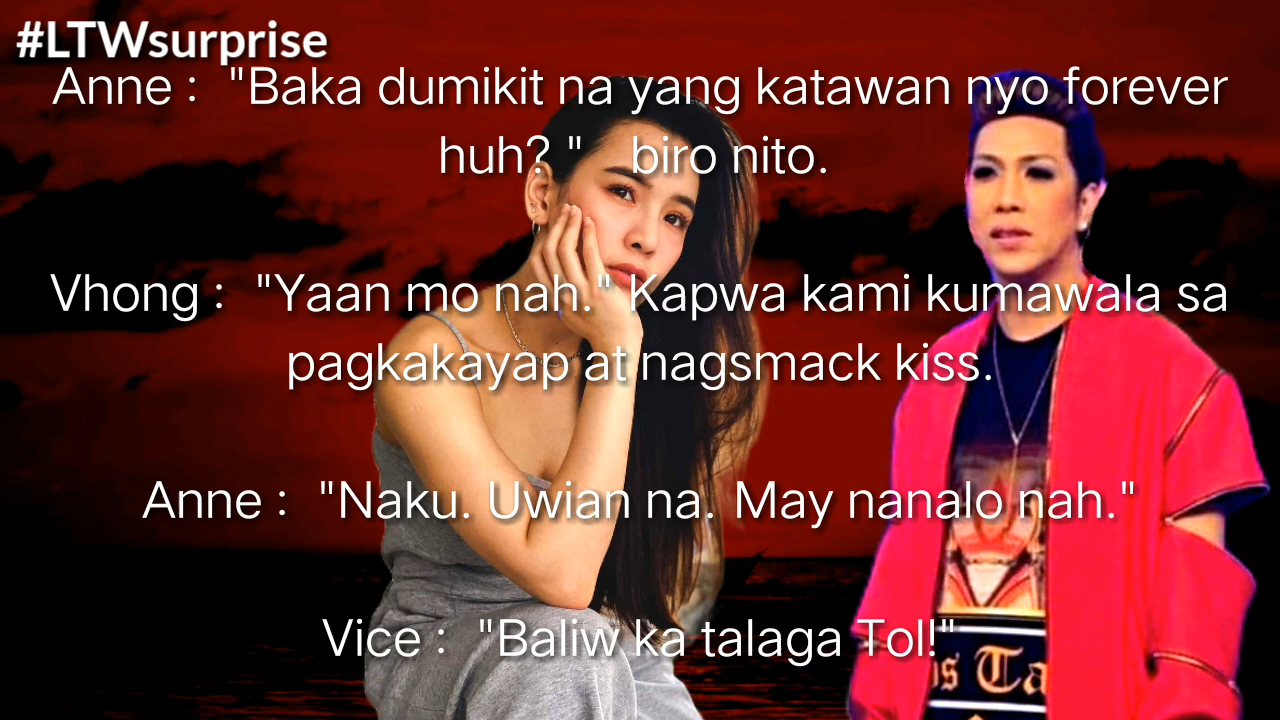 #LTWsurprise
Anne : "Baka dumikit na yang katawan nyo forever
huh? " biro nito.
Vhong : "Yaan mo nah." Kapwa kami kumawala sa
pagkakayap at nagsmack kiss.
Anne : "Naku. Uwian na. May nanalo nah."
Vice : "Baliw ka talaga Tol!"